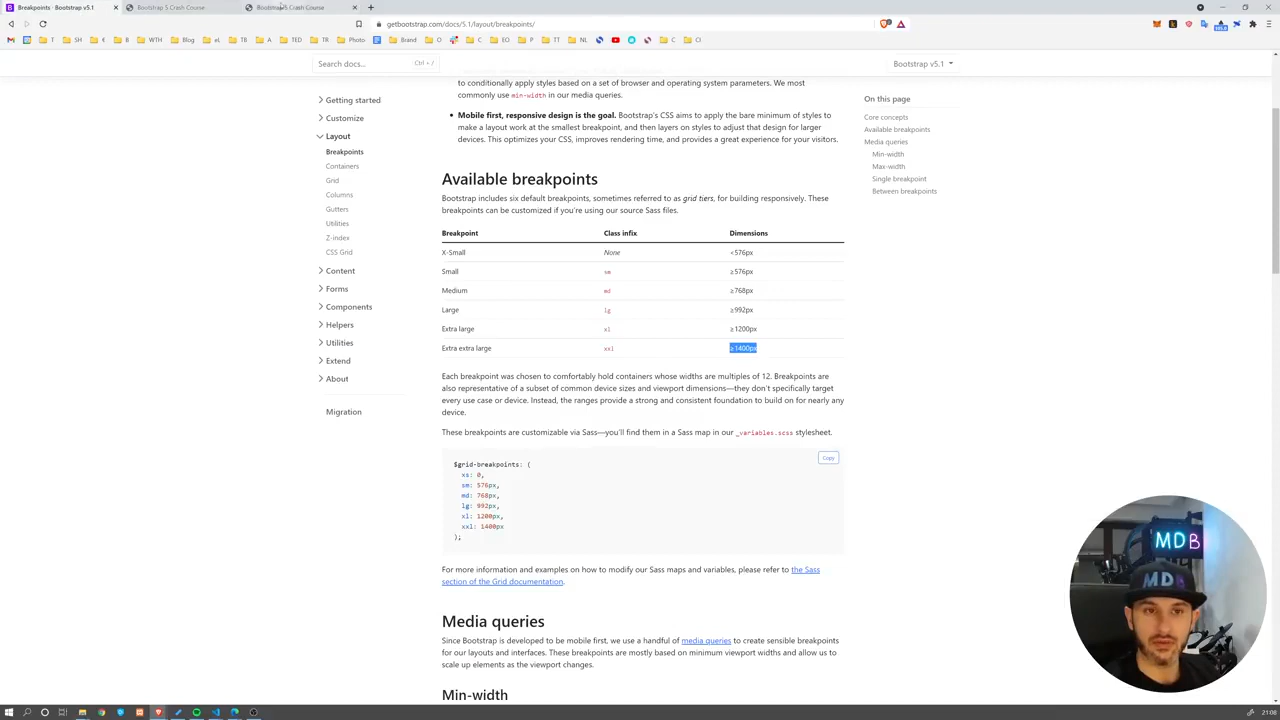 Breakpoints · Bootstrap v5.1
Bootstrap 5 Crash Course
Bootstrap 5 Crash Course
getbootstrap.com/docs/5.1/layout/breakpoints/
T
SH
€
B
WTH
Blog
el.
TB
A
TED
TR
Photo
Brand
O
C
EO
P
TT
NL
C
CI
Search docs...
Ctrl + /
Bootstrap v5.1
Getting started
Customize
Layout
Breakpoints
Containers
Grid
Columns
Gutters
Utilities
Z-index
CSS Grid
Content
Forms
Components
Helpers
Utilities
Extend
About
Migration
to conditionally apply styles based on a set of browser and operating system parameters. We most
commonly use min-width in our media queries.
Mobile first, responsive design is the goal. Bootstrap's CSS aims to apply the bare minimum of styles to
make a layout work at the smallest breakpoint, and then layers on styles to adjust that design for larger
devices. This optimizes your CSS, improves rendering time, and provides a great experience for your visitors.
Available breakpoints
Bootstrap includes six default breakpoints, sometimes referred to as grid tiers, for building responsively. These
breakpoints can be customized if you're using our source Sass files.
Breakpoint Class infix Dimensions
X-Small None <576px
Small sm ≥576px
Medium md ≥768px
Large lg ≥992px
Extra large xl ≥1200px
Extra extra large xxl ≥1400px
Each breakpoint was chosen to comfortably hold containers whose widths are multiples of 12. Breakpoints are
also representative of a subset of common device sizes and viewport dimensions—they don't specifically target
every use case or device. Instead, the ranges provide a strong and consistent foundation to build on for nearly any
device.
These breakpoints are customizable via Sass—you'll find them in a Sass map in our _variables.scss stylesheet.
Copy
$grid-breakpoints: (
xs: 0,
sm: 576px,
md: 768px,
lg: 992px,
xl: 1200px,
xxl: 1400px
);
For more information and examples on how to modify our Sass maps and variables, please refer to the Sass
section of the Grid documentation.
Media queries
Since Bootstrap is developed to be mobile first, we use a handful of media queries to create sensible breakpoints
for our layouts and interfaces. These breakpoints are mostly based on minimum viewport widths and allow us to
scale up elements as the viewport changes.
Min-width
On this page
Core concepts
Available breakpoints
Media queries
Min-width
Max-width
Single breakpoint
Between breakpoints
MDB
MDB
21:08